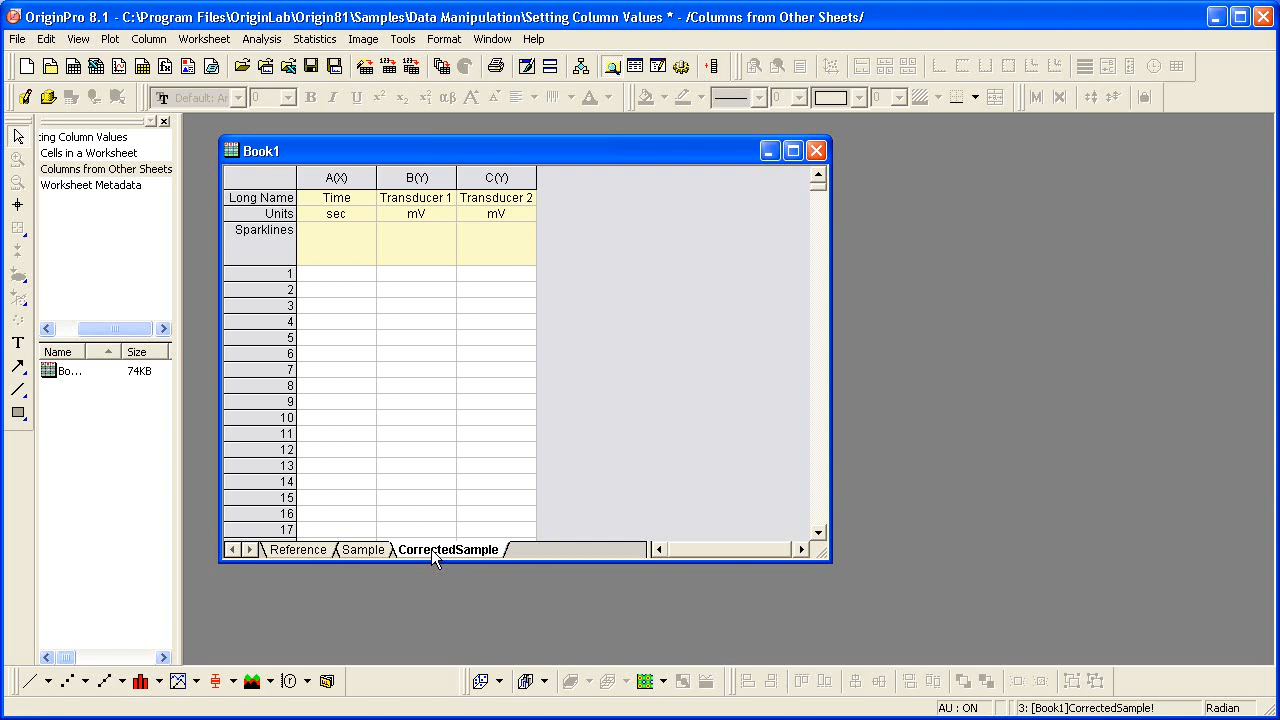 OriginPro 8.1 - C:\Program Files\OriginLab\Origin81\Samples\Data Manipulation\Setting Column Values * - /Columns from Other Sheets/
File Edit View Plot Column Worksheet Analysis Statistics Image Tools Format Window Help
Default: Ar 0 B I U x² x₂ αβ A A A 0 0
ing Column Values
Cells in a Worksheet
Columns from Other Sheets
Worksheet Metadata
Name Size
Bo... 74KB
Book1
A(X) B(Y) C(Y)
Long Name Time Transducer 1 Transducer 2
Units sec mV mV
Sparklines
1
2
3
4
5
6
7
8
9
10
11
12
13
14
15
16
17
Reference Sample CorrectedSample
T
AU : ON 3: [Book1]CorrectedSample! Radian